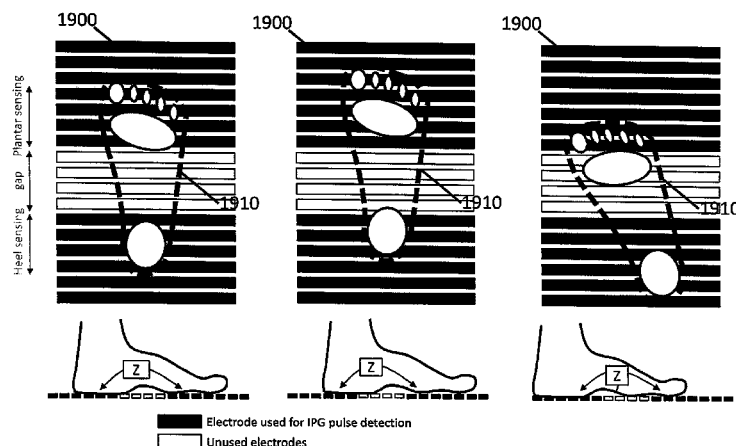 1900
1900
1900
Plantar sensing
gap
Heel sensing
1910
1910
1910
Z
Z
Z
Electrode used for IPG pulse detection
Unused electrodes